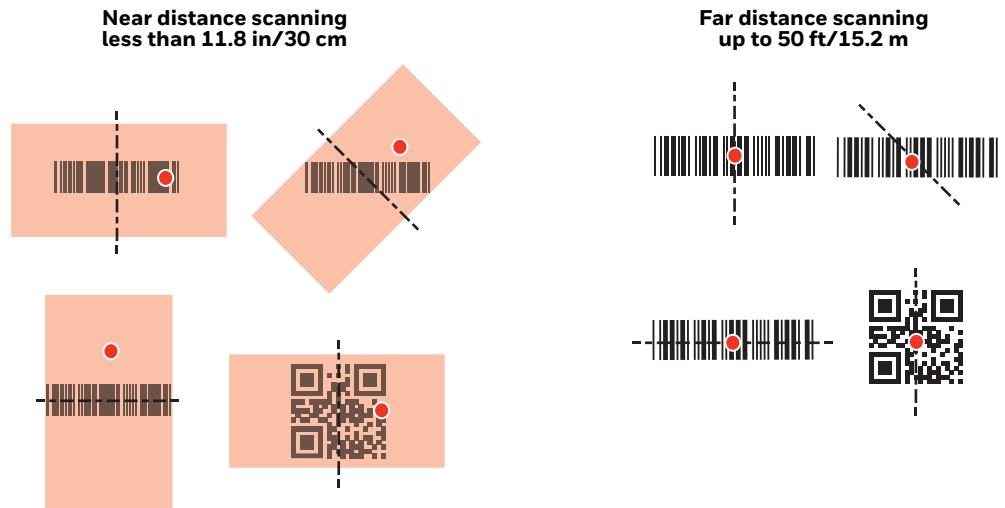 Near distance scanning
less than 11.8 in/30 cm
Far distance scanning
up to 50 ft/15.2 m